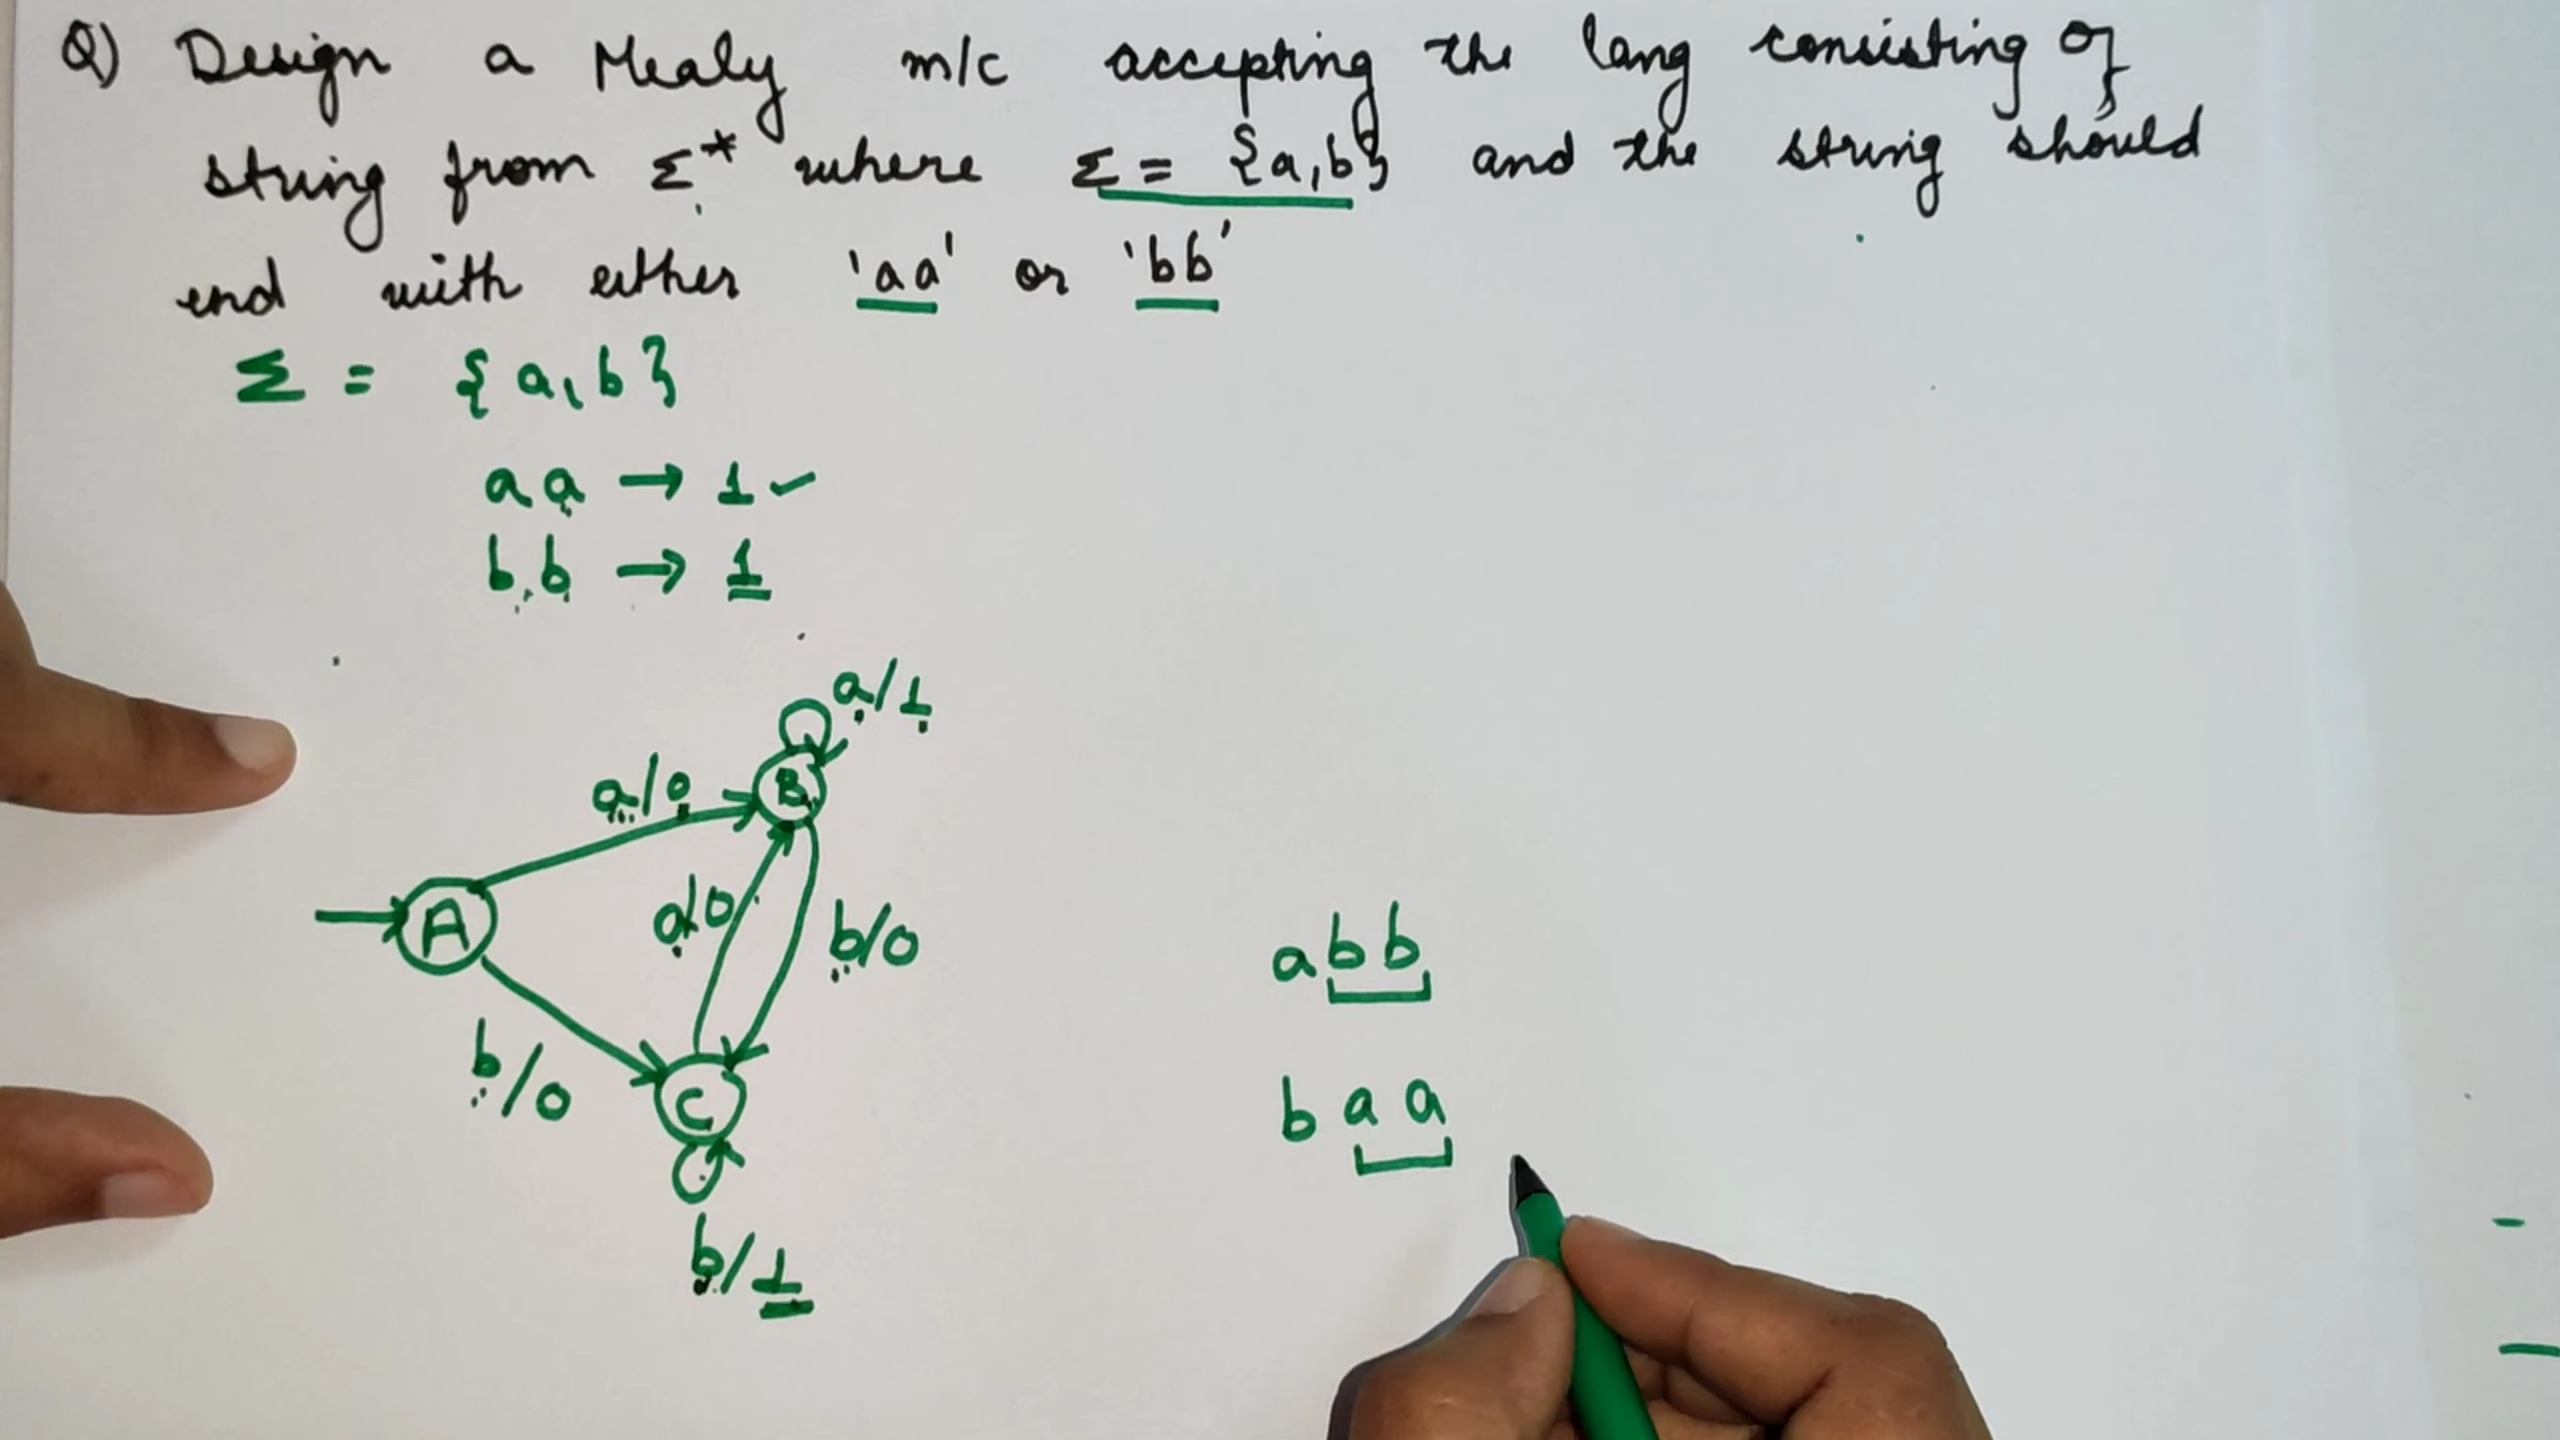 Q) Design a Mealy m/c accepting the lang consisting of
string from Σ* where Σ = {a,b} and the string should
end with either 'aa' or 'bb'
Σ = {a,b}
aa → 1 ✓
bb → 1
a/1
a/0
B
A
a/0
b/0
abb
b/0
C
baa
b/1